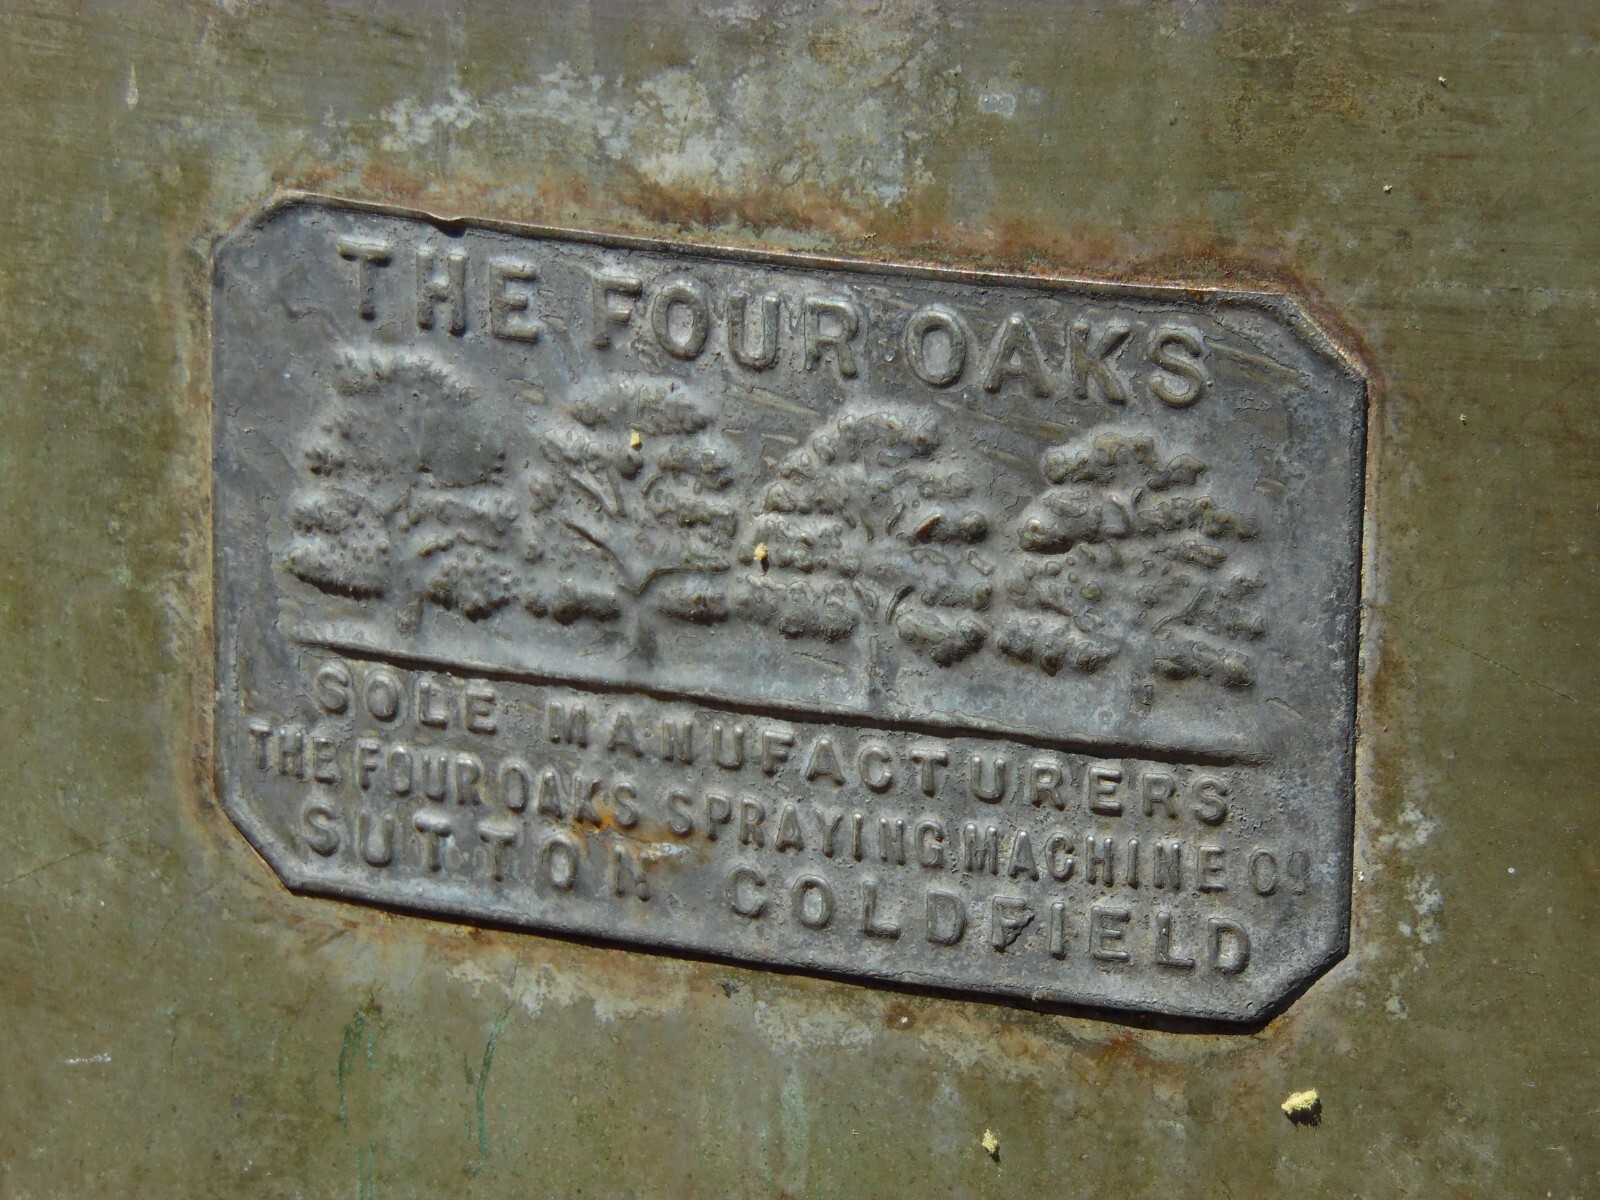 THE FOUR OAKS
SOLE MANUFACTURERS
THE FOUR OAKS SPRAYING MACHINE Co
SUTTON COLDFIELD